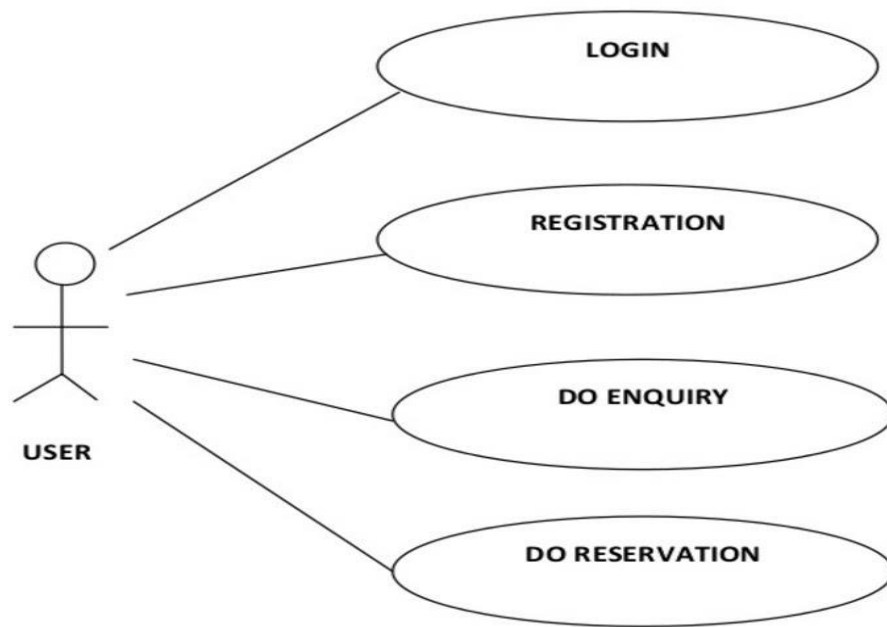 LOGIN
REGISTRATION
DO ENQUIRY
USER
DO RESERVATION